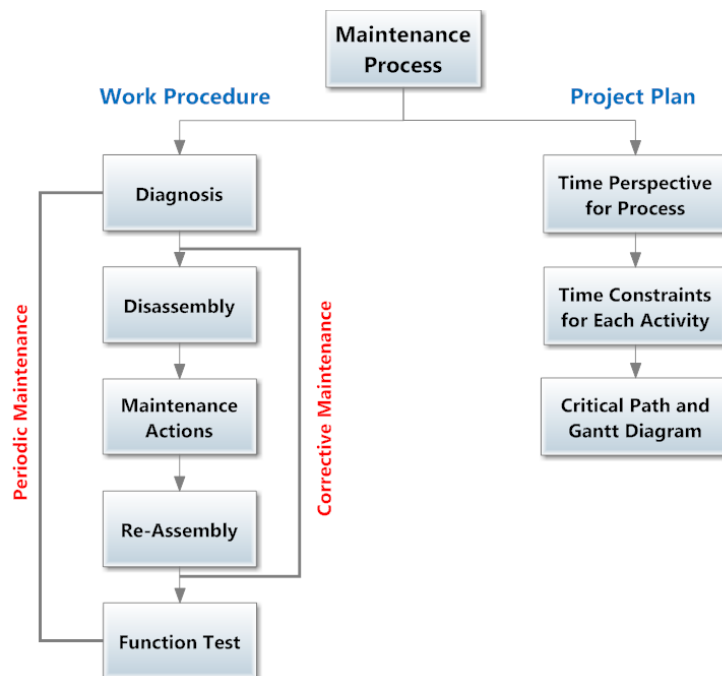 Maintenance
Process
Work Procedure
Project Plan
Diagnosis
Time Perspective
for Process
Disassembly
Time Constraints
for Each Activity
Periodic Maintenance
Corrective Maintenance
Maintenance
Actions
Critical Path and
Gantt Diagram
Re-Assembly
Function Test